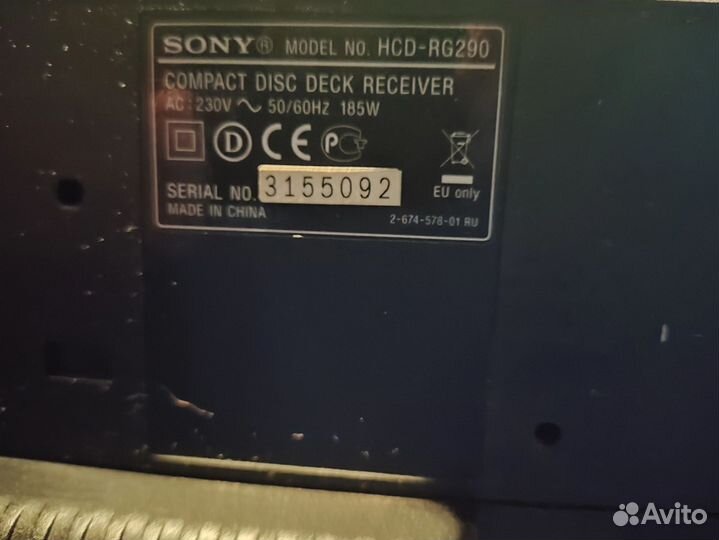 SONY® MODEL NO. HCD-RG290
COMPACT DISC DECK RECEIVER
AC : 230V ~ 50/60Hz 185W
D CE PC
SERIAL NO. 3155092 EU only
MADE IN CHINA 2-674-578-01 RU
Avito